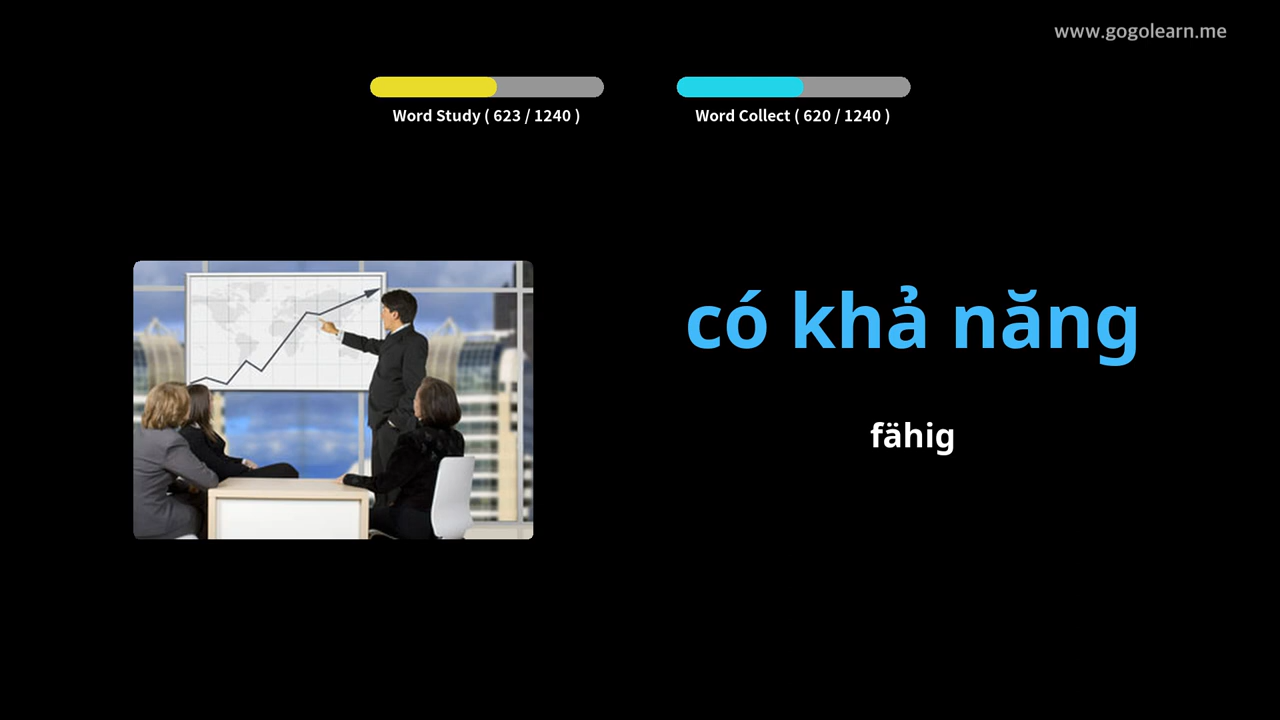 www.gogolearn.me
Word Study ( 623 / 1240 )
Word Collect ( 620 / 1240 )
có khả năng
fähig